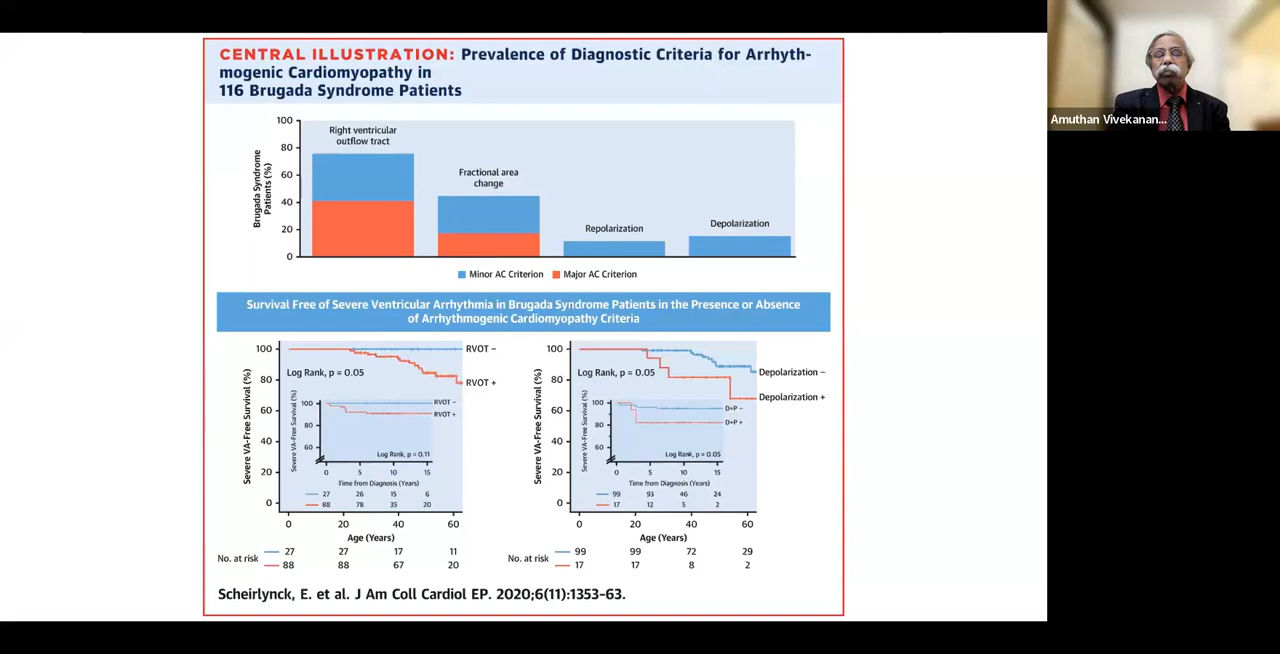 CENTRAL ILLUSTRATION: Prevalence of Diagnostic Criteria for Arrhyth-
mogenic Cardiomyopathy in
116 Brugada Syndrome Patients
Amuthan Vivekanan...
Brugada Syndrome
Patients (%)
100
80
60
40
20
0
Right ventricular
outflow tract
Fractional area
change
Repolarization
Depolarization
Minor AC Criterion
Major AC Criterion
Survival Free of Severe Ventricular Arrhythmia in Brugada Syndrome Patients in the Presence or Absence
of Arrhythmogenic Cardiomyopathy Criteria
Severe VA-Free Survival (%)
100
80
60
40
20
0
Log Rank, p = 0.05
RVOT −
RVOT +
Severe VA-Free Survival (%)
100
80
60
RVOT −
RVOT +
Log Rank, p = 0.11
0 5 10 15
Time from Diagnosis (Years)
27 26 15 6
88 78 35 20
0 20 40 60
Age (Years)
No. at risk
27 27 17 11
88 88 67 20
Severe VA-Free Survival (%)
100
80
60
40
20
0
Log Rank, p = 0.05
Depolarization −
Depolarization +
Severe VA-Free Survival (%)
100
80
60
D+P −
D+P +
Log Rank, p = 0.05
0 5 10 15
Time from Diagnosis (Years)
99 93 46 24
17 12 5 2
0 20 40 60
Age (Years)
No. at risk
99 99 72 29
17 17 8 2
Scheirlynck, E. et al. J Am Coll Cardiol EP. 2020;6(11):1353-63.